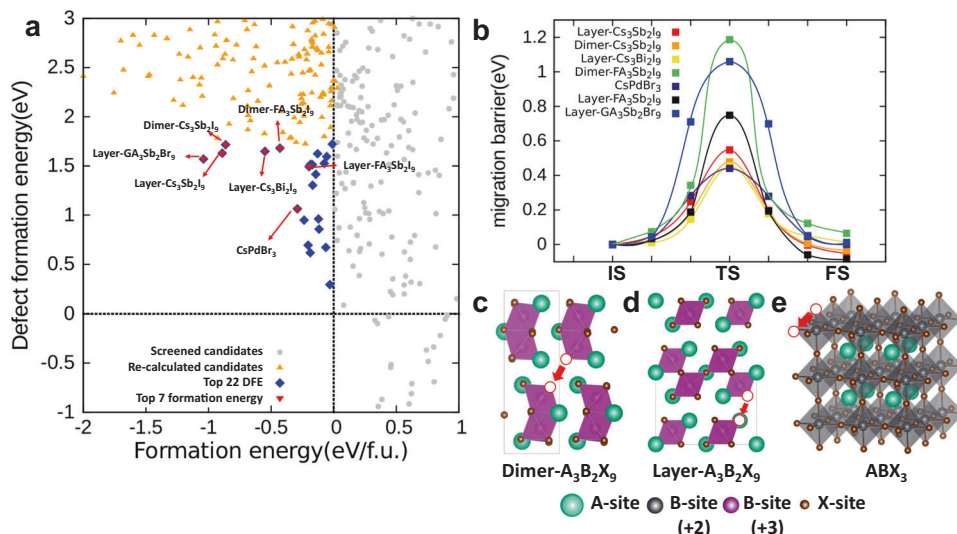 a
Defect formation energy(eV)
3
2.5
2
1.5
1
0.5
0
-0.5
-1
Dimer-FA₃Sb₂I₉
Dimer-Cs₃Sb₂I₉
Layer-GA₃Sb₂Br₉
Layer-Cs₃Sb₂I₉
Layer-Cs₃Bi₂I₉
Layer-FA₃Sb₂I₉
CsPdBr₃
Screened candidates
Re-calculated candidates
Top 22 DFE
Top 7 formation energy
-2 -1.5 -1 -0.5 0 0.5 1
Formation energy(eV/f.u.)
b
migration barrier(eV)
1.2
1
0.8
0.6
0.4
0.2
0
Layer-Cs₃Sb₂I₉
Dimer-Cs₃Sb₂I₉
Layer-Cs₃Bi₂I₉
Dimer-FA₃Sb₂I₉
CsPdBr₃
Layer-FA₃Sb₂I₉
Layer-GA₃Sb₂Br₉
IS TS FS
c d e
Dimer-A₃B₂X₉ Layer-A₃B₂X₉ ABX₃
A-site B-site (+2) B-site (+3) X-site